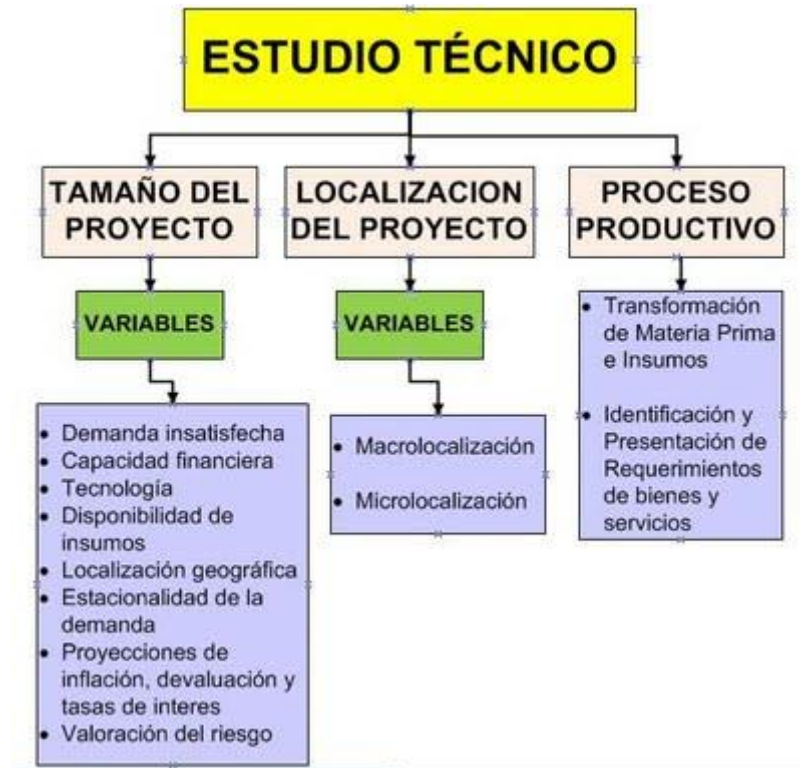 ESTUDIO TÉCNICO
TAMAÑO DEL
PROYECTO
VARIABLES
• Demanda insatisfecha
• Capacidad financiera
• Tecnología
• Disponibilidad de
insumos
• Localización geográfica
• Estacionalidad de la
demanda
• Proyecciones de
inflación, devaluación y
tasas de interes
• Valoración del riesgo
LOCALIZACION
DEL PROYECTO
VARIABLES
• Macrolocalización
• Microlocalización
PROCESO
PRODUCTIVO
• Transformación
de Materia Prima
e Insumos
• Identificación y
Presentación de
Requerimientos
de bienes y
servicios